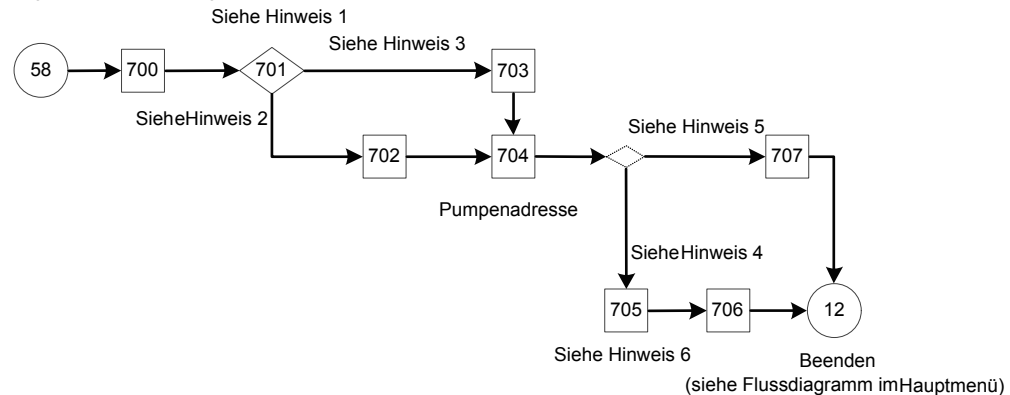 Siehe Hinweis 1
Siehe Hinweis 3
58
700
701
703
SieheHinweis 2
Siehe Hinweis 5
702
704
707
Pumpenadresse
SieheHinweis 4
705
706
12
Siehe Hinweis 6
Beenden
(siehe Flussdiagramm imHauptmenü)